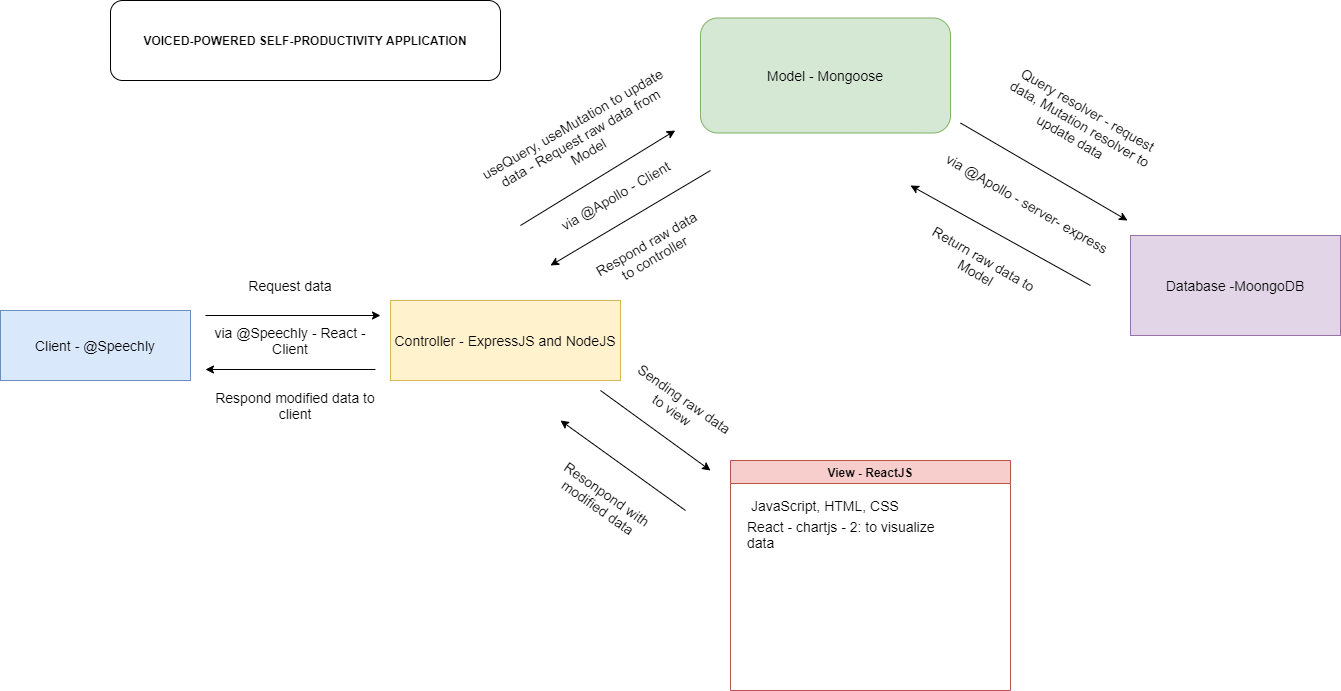 VOICED-POWERED SELF-PRODUCTIVITY APPLICATION
Model - Mongoose
useQuery, useMutation to update
data - Request raw data from
Model
via @Apollo - Client
Respond raw data
to controller
Query resolver - request
data, Mutation resolver to
update data
via @Apollo - server- express
Return raw data to
Model
Database -MoongoDB
Request data
via @Speechly - React -
Client
Respond modified data to
client
Client - @Speechly
Controller - ExpressJS and NodeJS
Sending raw data
to view
Resonpond with
modified data
View - ReactJS
JavaScript, HTML, CSS
React - chartjs - 2: to visualize
data